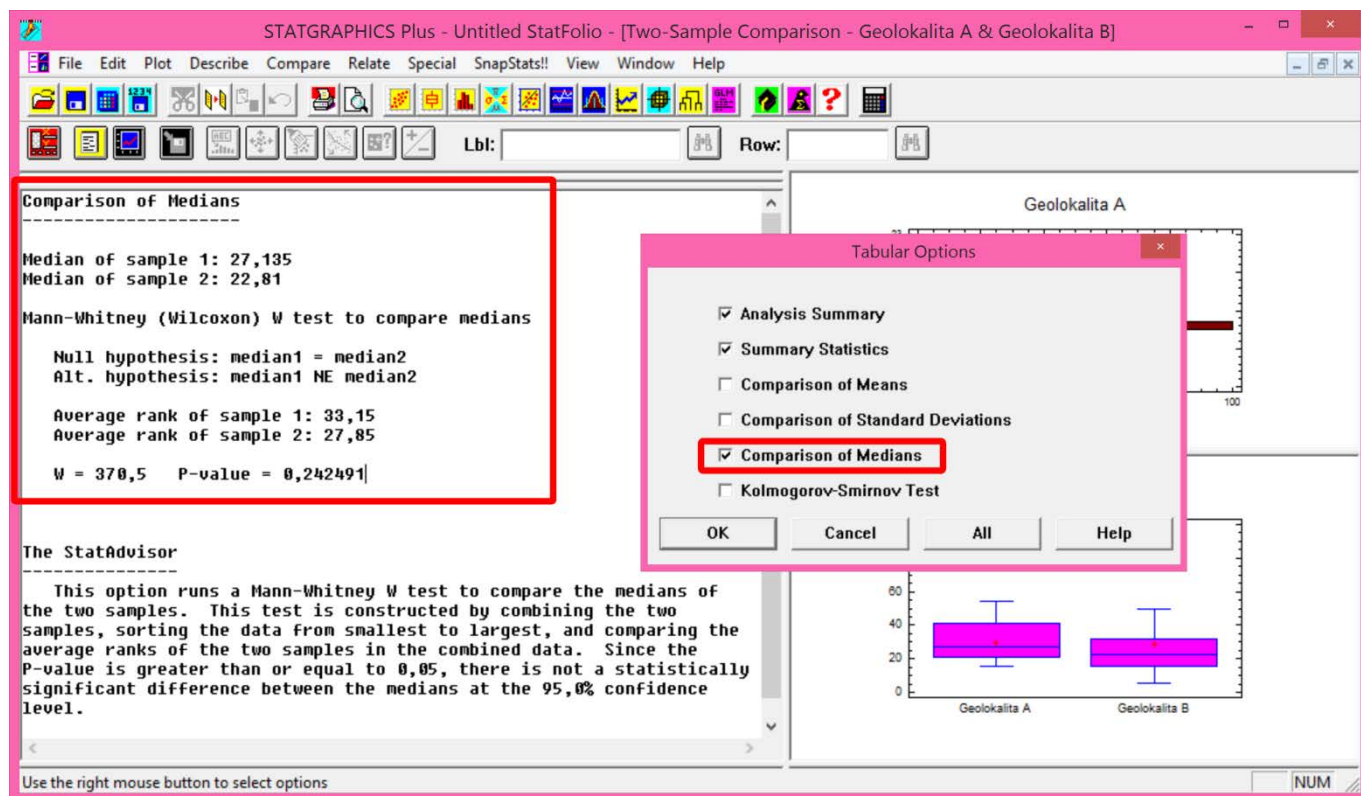 STATGRAPHICS Plus - Untitled StatFolio - [Two-Sample Comparison - Geolokalita A & Geolokalita B]
File Edit Plot Describe Compare Relate Special SnapStats!! View Window Help
Lbl: Row:
Comparison of Medians
---------------------
Median of sample 1: 27,135
Median of sample 2: 22,81
Mann-Whitney (Wilcoxon) W test to compare medians
Null hypothesis: median1 = median2
Alt. hypothesis: median1 NE median2
Average rank of sample 1: 33,15
Average rank of sample 2: 27,85
W = 370,5 P-value = 0,242491
The StatAdvisor
---------------
This option runs a Mann-Whitney W test to compare the medians of
the two samples. This test is constructed by combining the two
samples, sorting the data from smallest to largest, and comparing the
average ranks of the two samples in the combined data. Since the
P-value is greater than or equal to 0,05, there is not a statistically
significant difference between the medians at the 95,0% confidence
level.
Geolokalita A
100
Tabular Options
Analysis Summary
Summary Statistics
Comparison of Means
Comparison of Standard Deviations
Comparison of Medians
Kolmogorov-Smirnov Test
OK Cancel All Help
60
40
20
0
Geolokalita A Geolokalita B
Use the right mouse button to select options
NUM